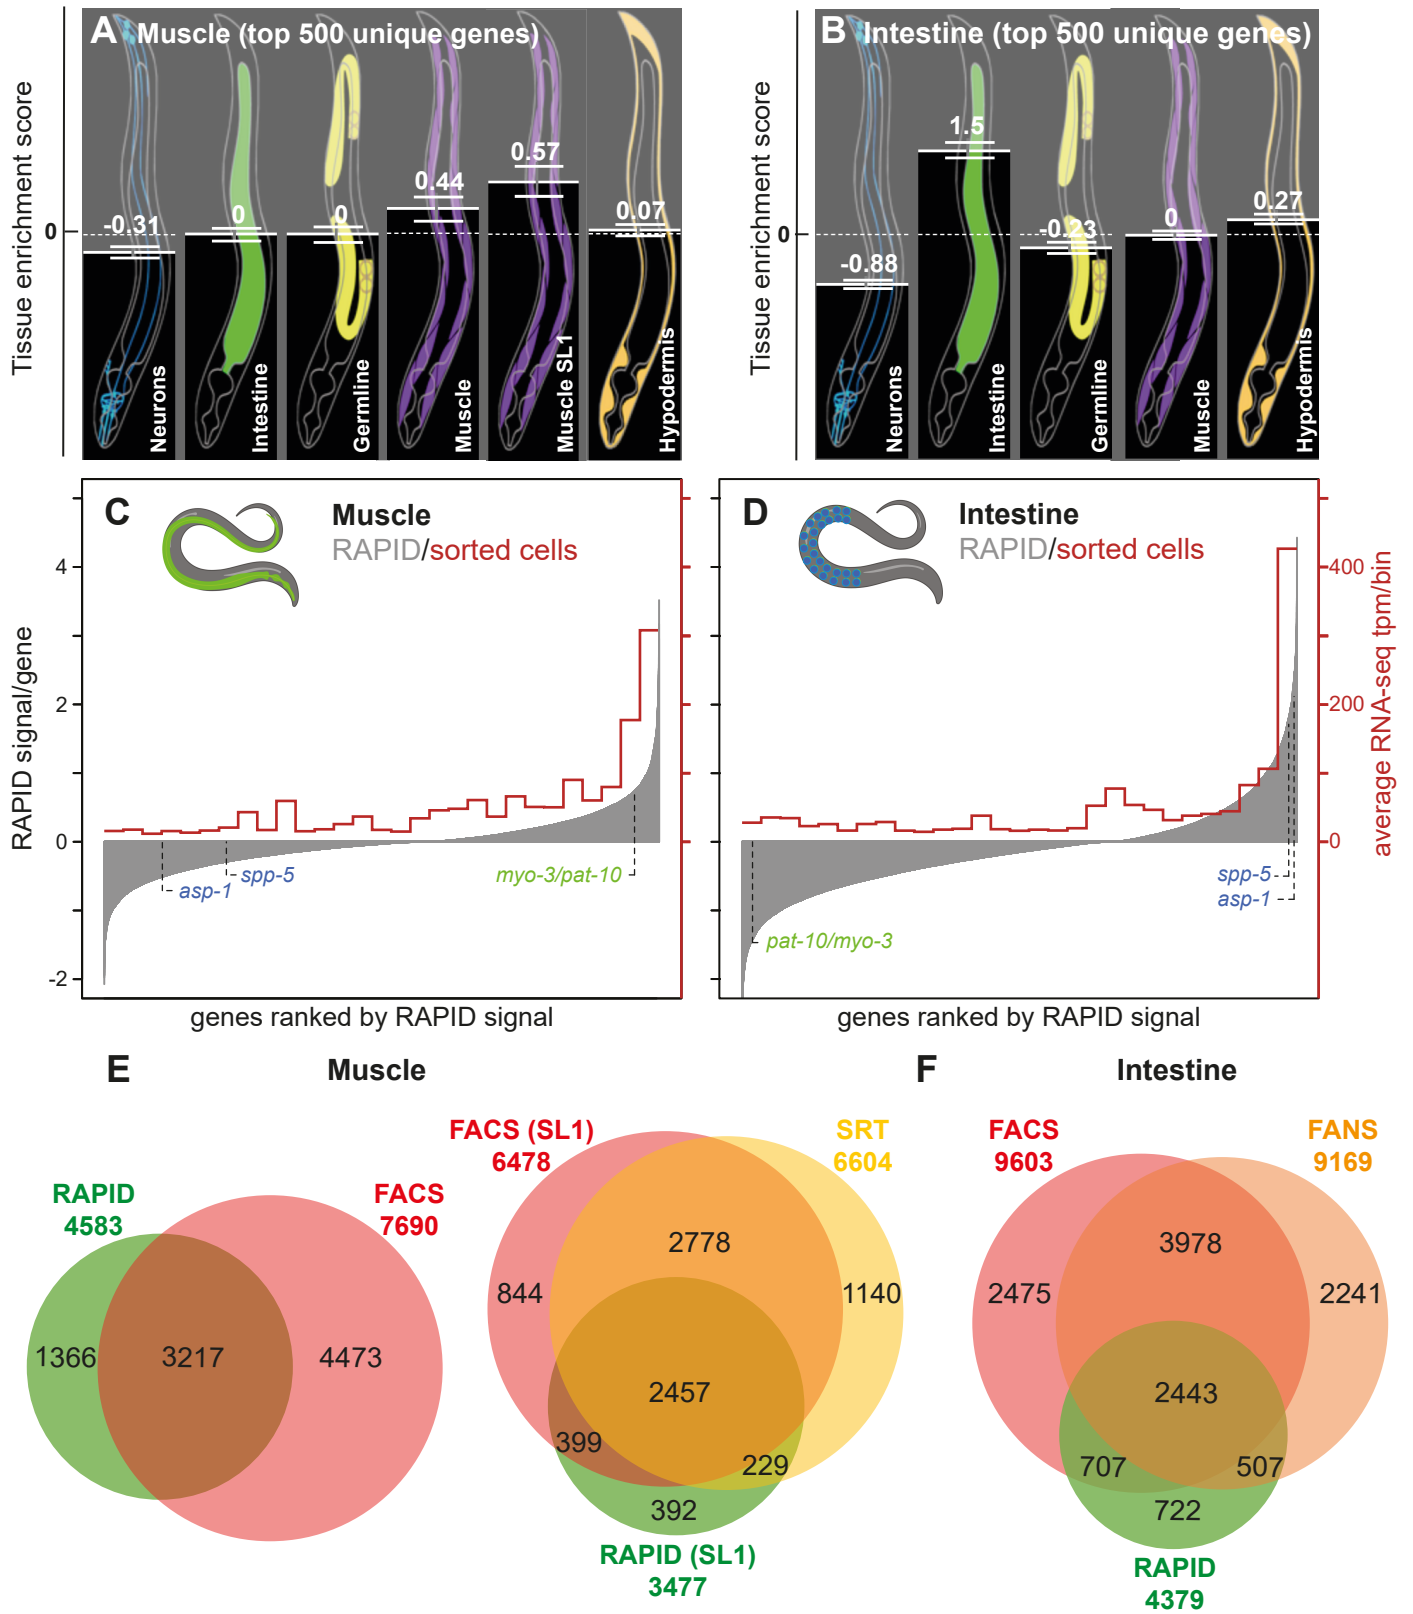 A Muscle (top 500 unique genes)
Tissue enrichment score
0
-0.31
0
0
0.44
0.57
0.07
Neurons
Intestine
Germline
Muscle
Muscle SL1
Hypodermis
B Intestine (top 500 unique genes)
Tissue enrichment score
0
-0.88
1.5
-0.23
0
0.27
Neurons
Intestine
Germline
Muscle
Hypodermis
C
Muscle
RAPID/sorted cells
RAPID signal/gene
4
2
0
-2
asp-1
spp-5
myo-3/pat-10
genes ranked by RAPID signal
D
Intestine
RAPID/sorted cells
400
200
0
average RNA-seq tpm/bin
spp-5
asp-1
pat-10/myo-3
genes ranked by RAPID signal
E
Muscle
RAPID
4583
FACS
7690
1366
3217
4473
FACS (SL1)
6478
SRT
6604
2778
844
1140
2457
399
229
392
RAPID (SL1)
3477
F
Intestine
FACS
9603
FANS
9169
3978
2475
2241
2443
707
507
722
RAPID
4379